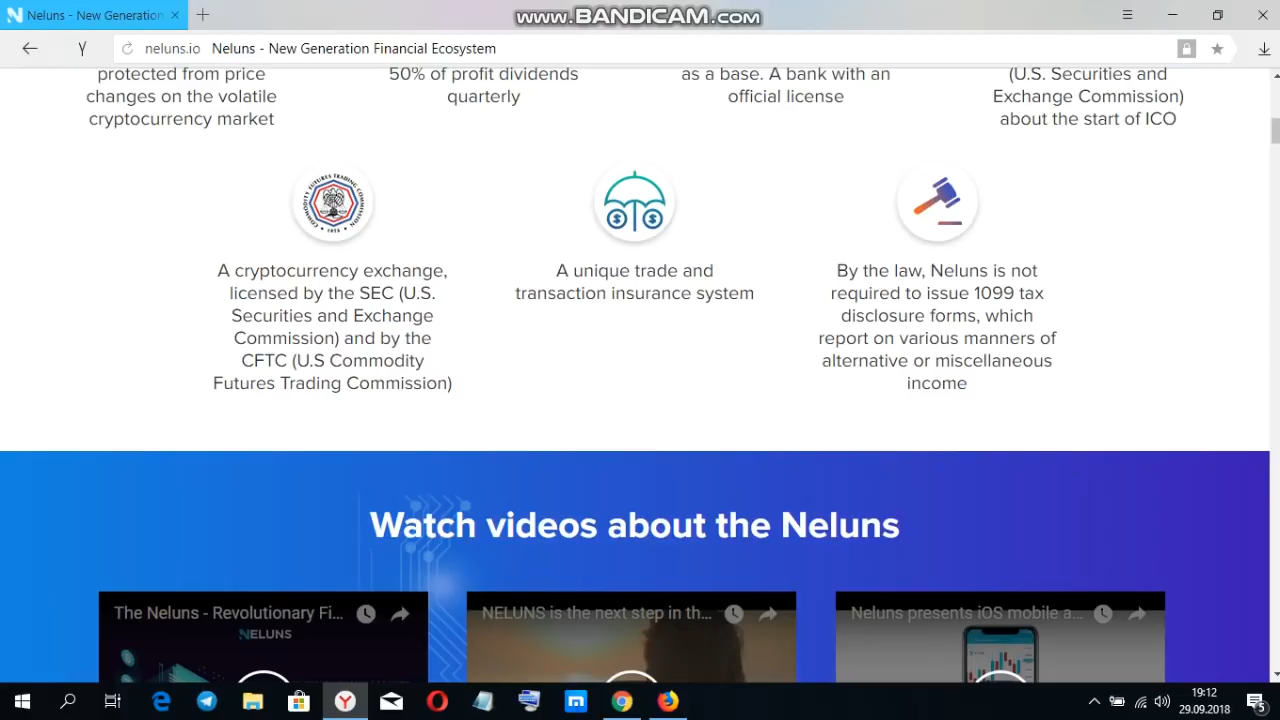 Neluns - New Generation
www.BANDICAM.com
neluns.io Neluns - New Generation Financial Ecosystem
protected from price
changes on the volatile
cryptocurrency market
50% of profit dividends
quarterly
as a base. A bank with an
official license
(U.S. Securities and
Exchange Commission)
about the start of ICO
A cryptocurrency exchange,
licensed by the SEC (U.S.
Securities and Exchange
Commission) and by the
CFTC (U.S Commodity
Futures Trading Commission)
A unique trade and
transaction insurance system
By the law, Neluns is not
required to issue 1099 tax
disclosure forms, which
report on various manners of
alternative or miscellaneous
income
Watch videos about the Neluns
The Neluns - Revolutionary Fi...
NELUNS
NELUNS is the next step in th...
Neluns presents iOS mobile a...
19:12
29.09.2018
5